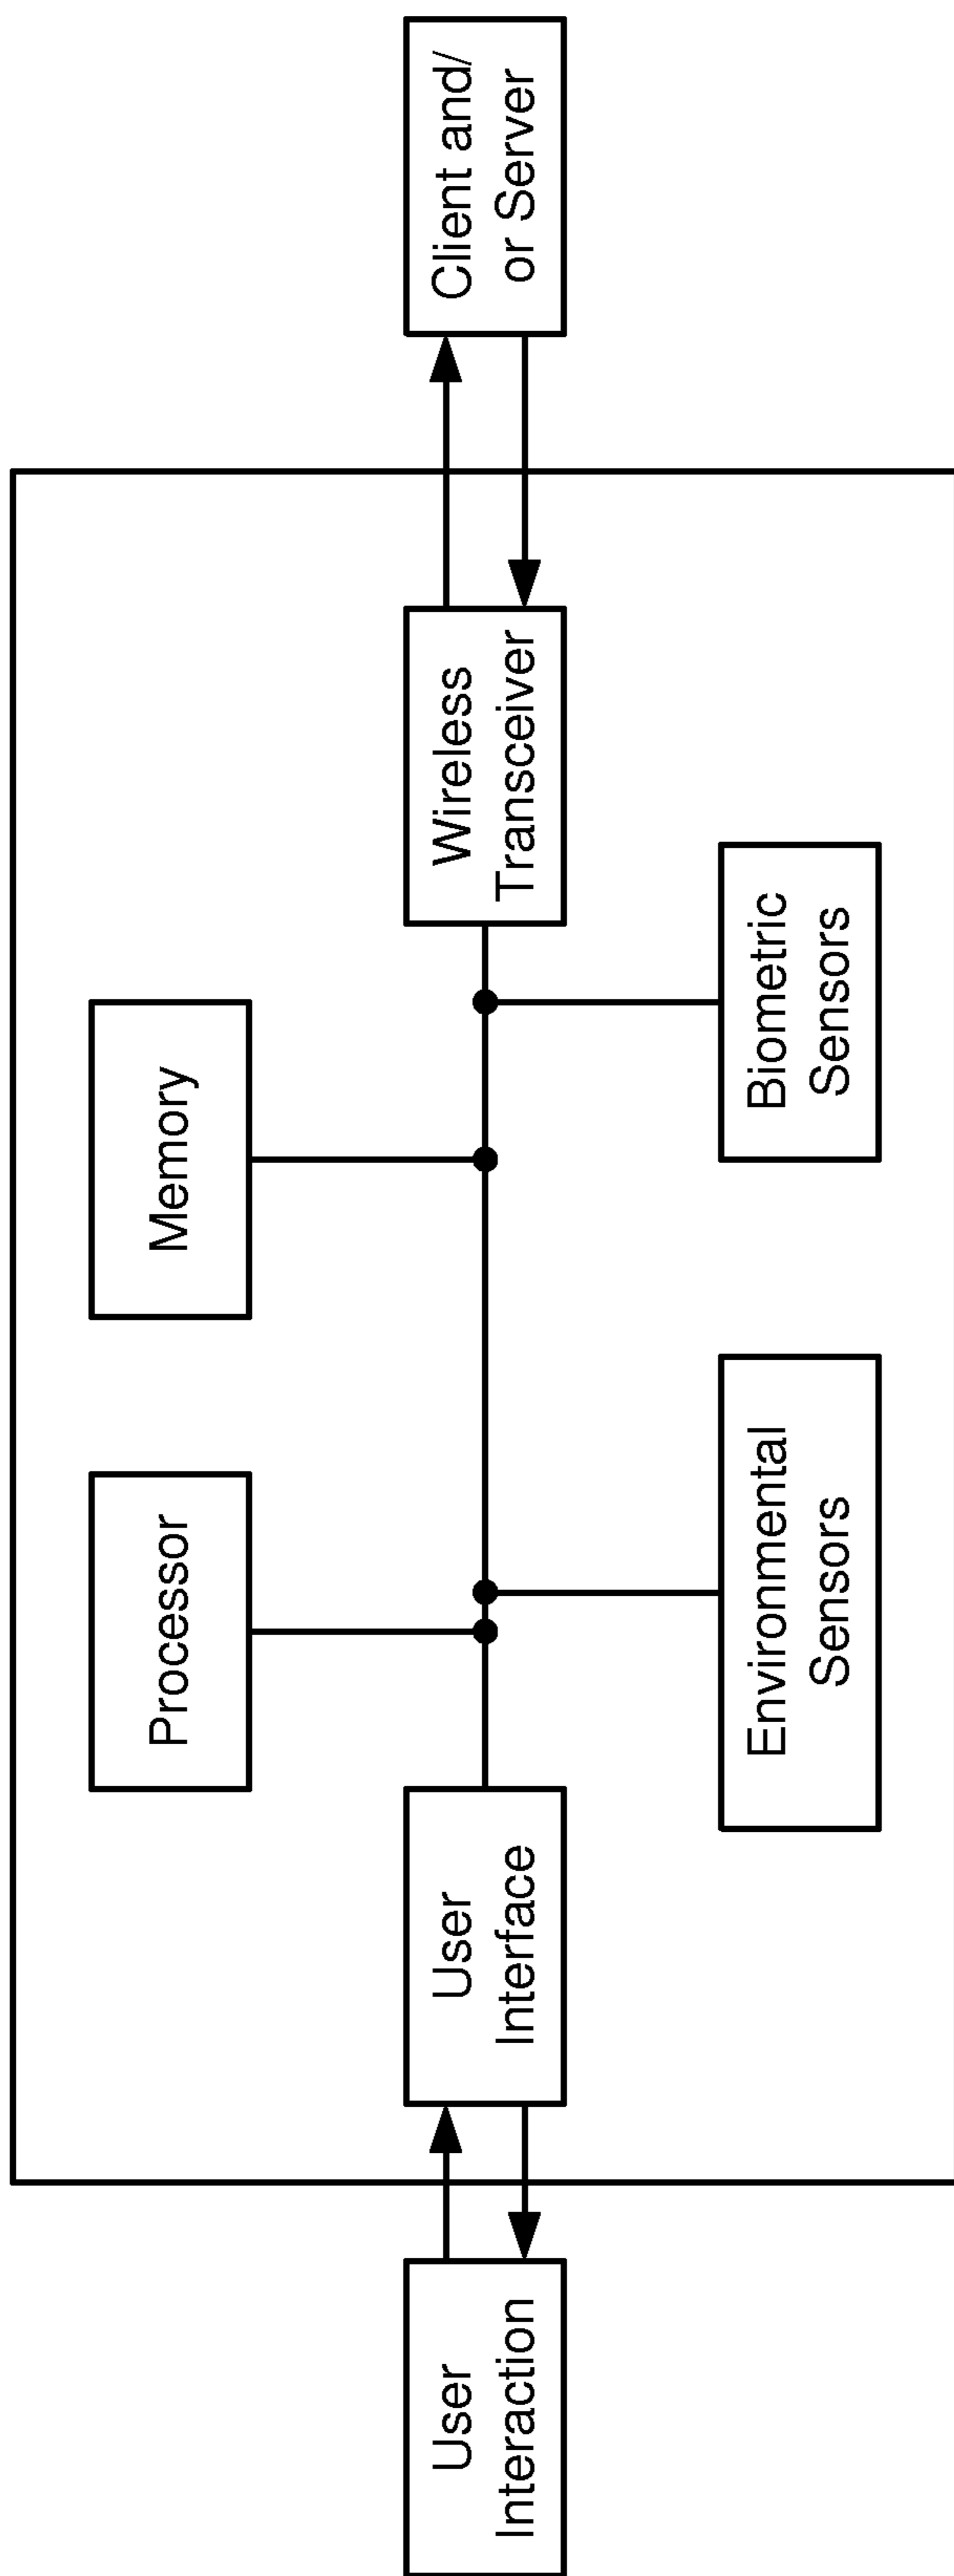 Processor
Memory
User
Interaction
User
Interface
Wireless
Transceiver
Client and/
or Server
Environmental
Sensors
Biometric
Sensors